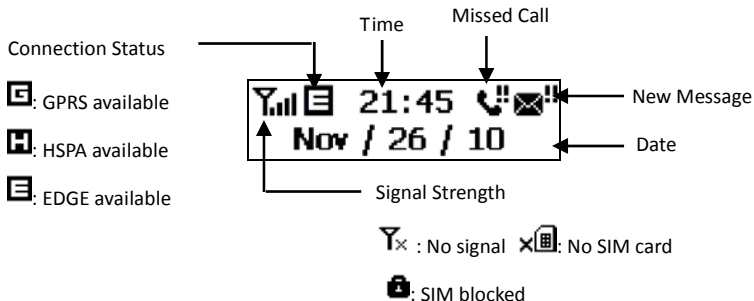 Missed Call
Time
Connection Status
G: GPRS available
H: HSPA available
E: EDGE available
E 21:45
Nov / 26 / 10
New Message
Date
Signal Strength
: No signal
: No SIM card
: SIM blocked